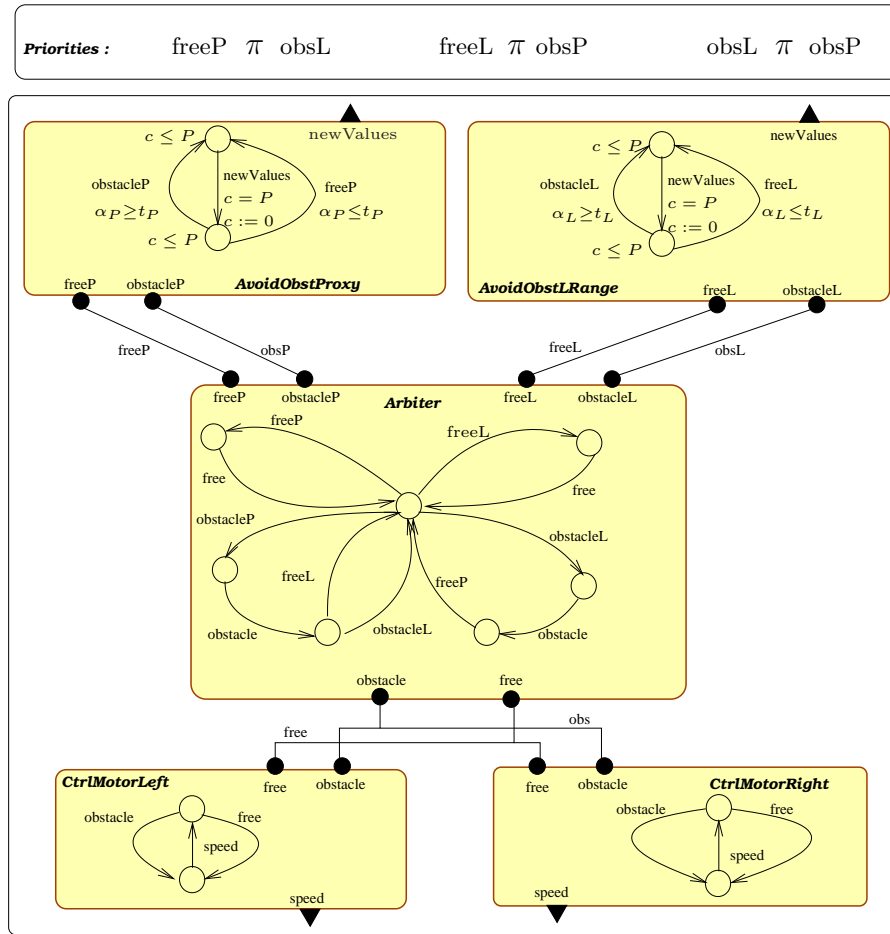 Priorities : freeP π obsL freeL π obsP obsL π obsP
newValues
c ≤ P
newValues
obstacleP
freeP
c = P
α_P ≥ t_P
α_P ≤ t_P
c := 0
c ≤ P
freeP
obstacleP
AvoidObstProxy
newValues
c ≤ P
newValues
obstacleL
freeL
c = P
α_L ≥ t_L
α_L ≤ t_L
c := 0
c ≤ P
AvoidObstLRange
freeL
obstacleL
freeP
obsP
freeL
obsL
freeP
obstacleP
Arbiter
freeL
obstacleL
freeP
freeL
free
free
obstacleP
obstacleL
freeL
freeP
obstacle
obstacleL
obstacle
obstacle
free
free
obs
CtrlMotorLeft
free
obstacle
obstacle
free
speed
speed
free
obstacle
CtrlMotorRight
obstacle
free
speed
speed